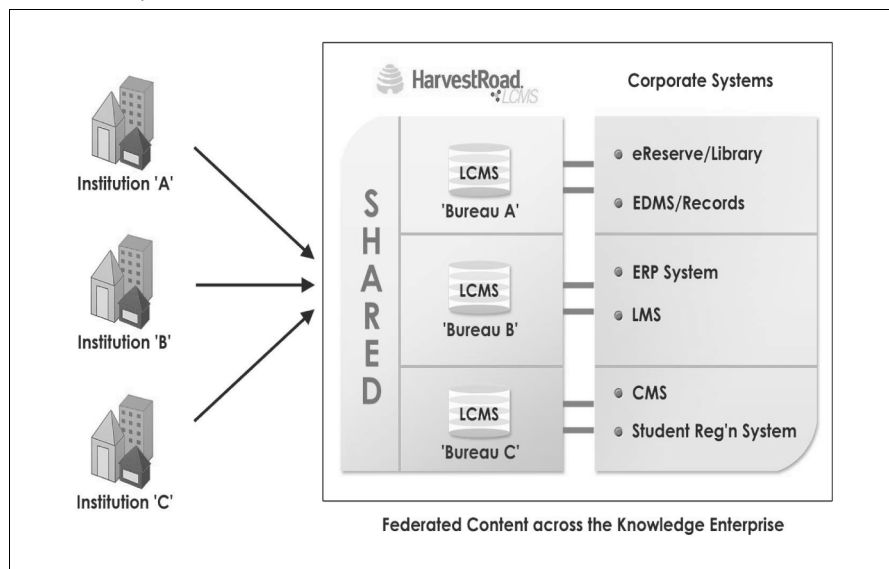 HarvestRoad
LCMS
Corporate Systems
Institution 'A'
Institution 'B'
Institution 'C'
SHARED
LCMS
'Bureau A'
eReserve/Library
EDMS/Records
LCMS
'Bureau B'
ERP System
LMS
LCMS
'Bureau C'
CMS
Student Reg'n System
Federated Content across the Knowledge Enterprise